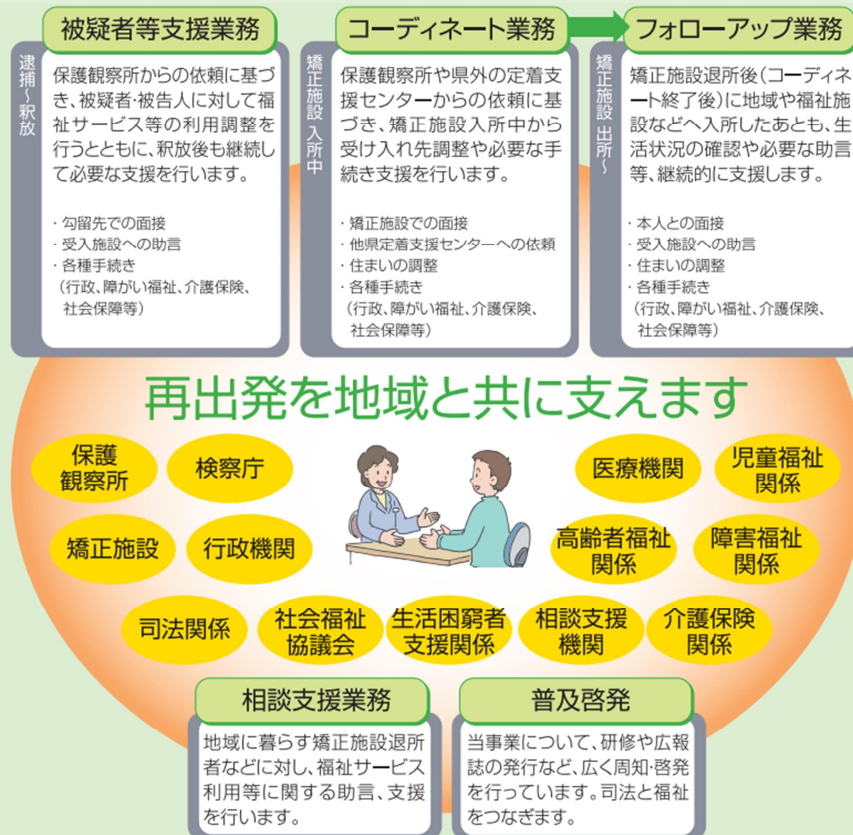 被疑者等支援業務
逮捕～釈放
保護観察所からの依頼に基づ
き、被疑者・被告人に対して福
祉サービス等の利用調整を
行うとともに、釈放後も継続し
て必要な支援を行います。
・勾留先での面接
・受入施設への助言
・各種手続き
(行政、障がい福祉、介護保険、
社会保障等)
コーディネート業務
矯正施設 入所中
保護観察所や県外の定着支
援センターからの依頼に基
づき、矯正施設入所中から
受け入れ先調整や必要な手
続き支援を行います。
・矯正施設での面接
・他県定着支援センターへの依頼
・住まいの調整
・各種手続き
(行政、障がい福祉、介護保険、
社会保障等)
フォローアップ業務
矯正施設 出所～
矯正施設退所後(コーディネ
ート終了後)に地域や福祉施
設などへ入所したあとも、生
活状況の確認や必要な助言
等、継続的に支援します。
・本人との面接
・受入施設への助言
・住まいの調整
・各種手続き
(行政、障がい福祉、介護保険、
社会保障等)
再出発を地域と共に支えます
保護
観察所
検察庁
医療機関
児童福祉
関係
矯正施設
行政機関
高齢者福祉
関係
障害福祉
関係
司法関係
社会福祉
協議会
生活困窮者
支援関係
相談支援
機関
介護保険
関係
相談支援業務
地域に暮らす矯正施設退所
者などに対し、福祉サービス
利用等に関する助言、支援
を行います。
普及啓発
当事業について、研修や広報
誌の発行など、広く周知・啓発
を行っています。司法と福祉
をつなぎます。